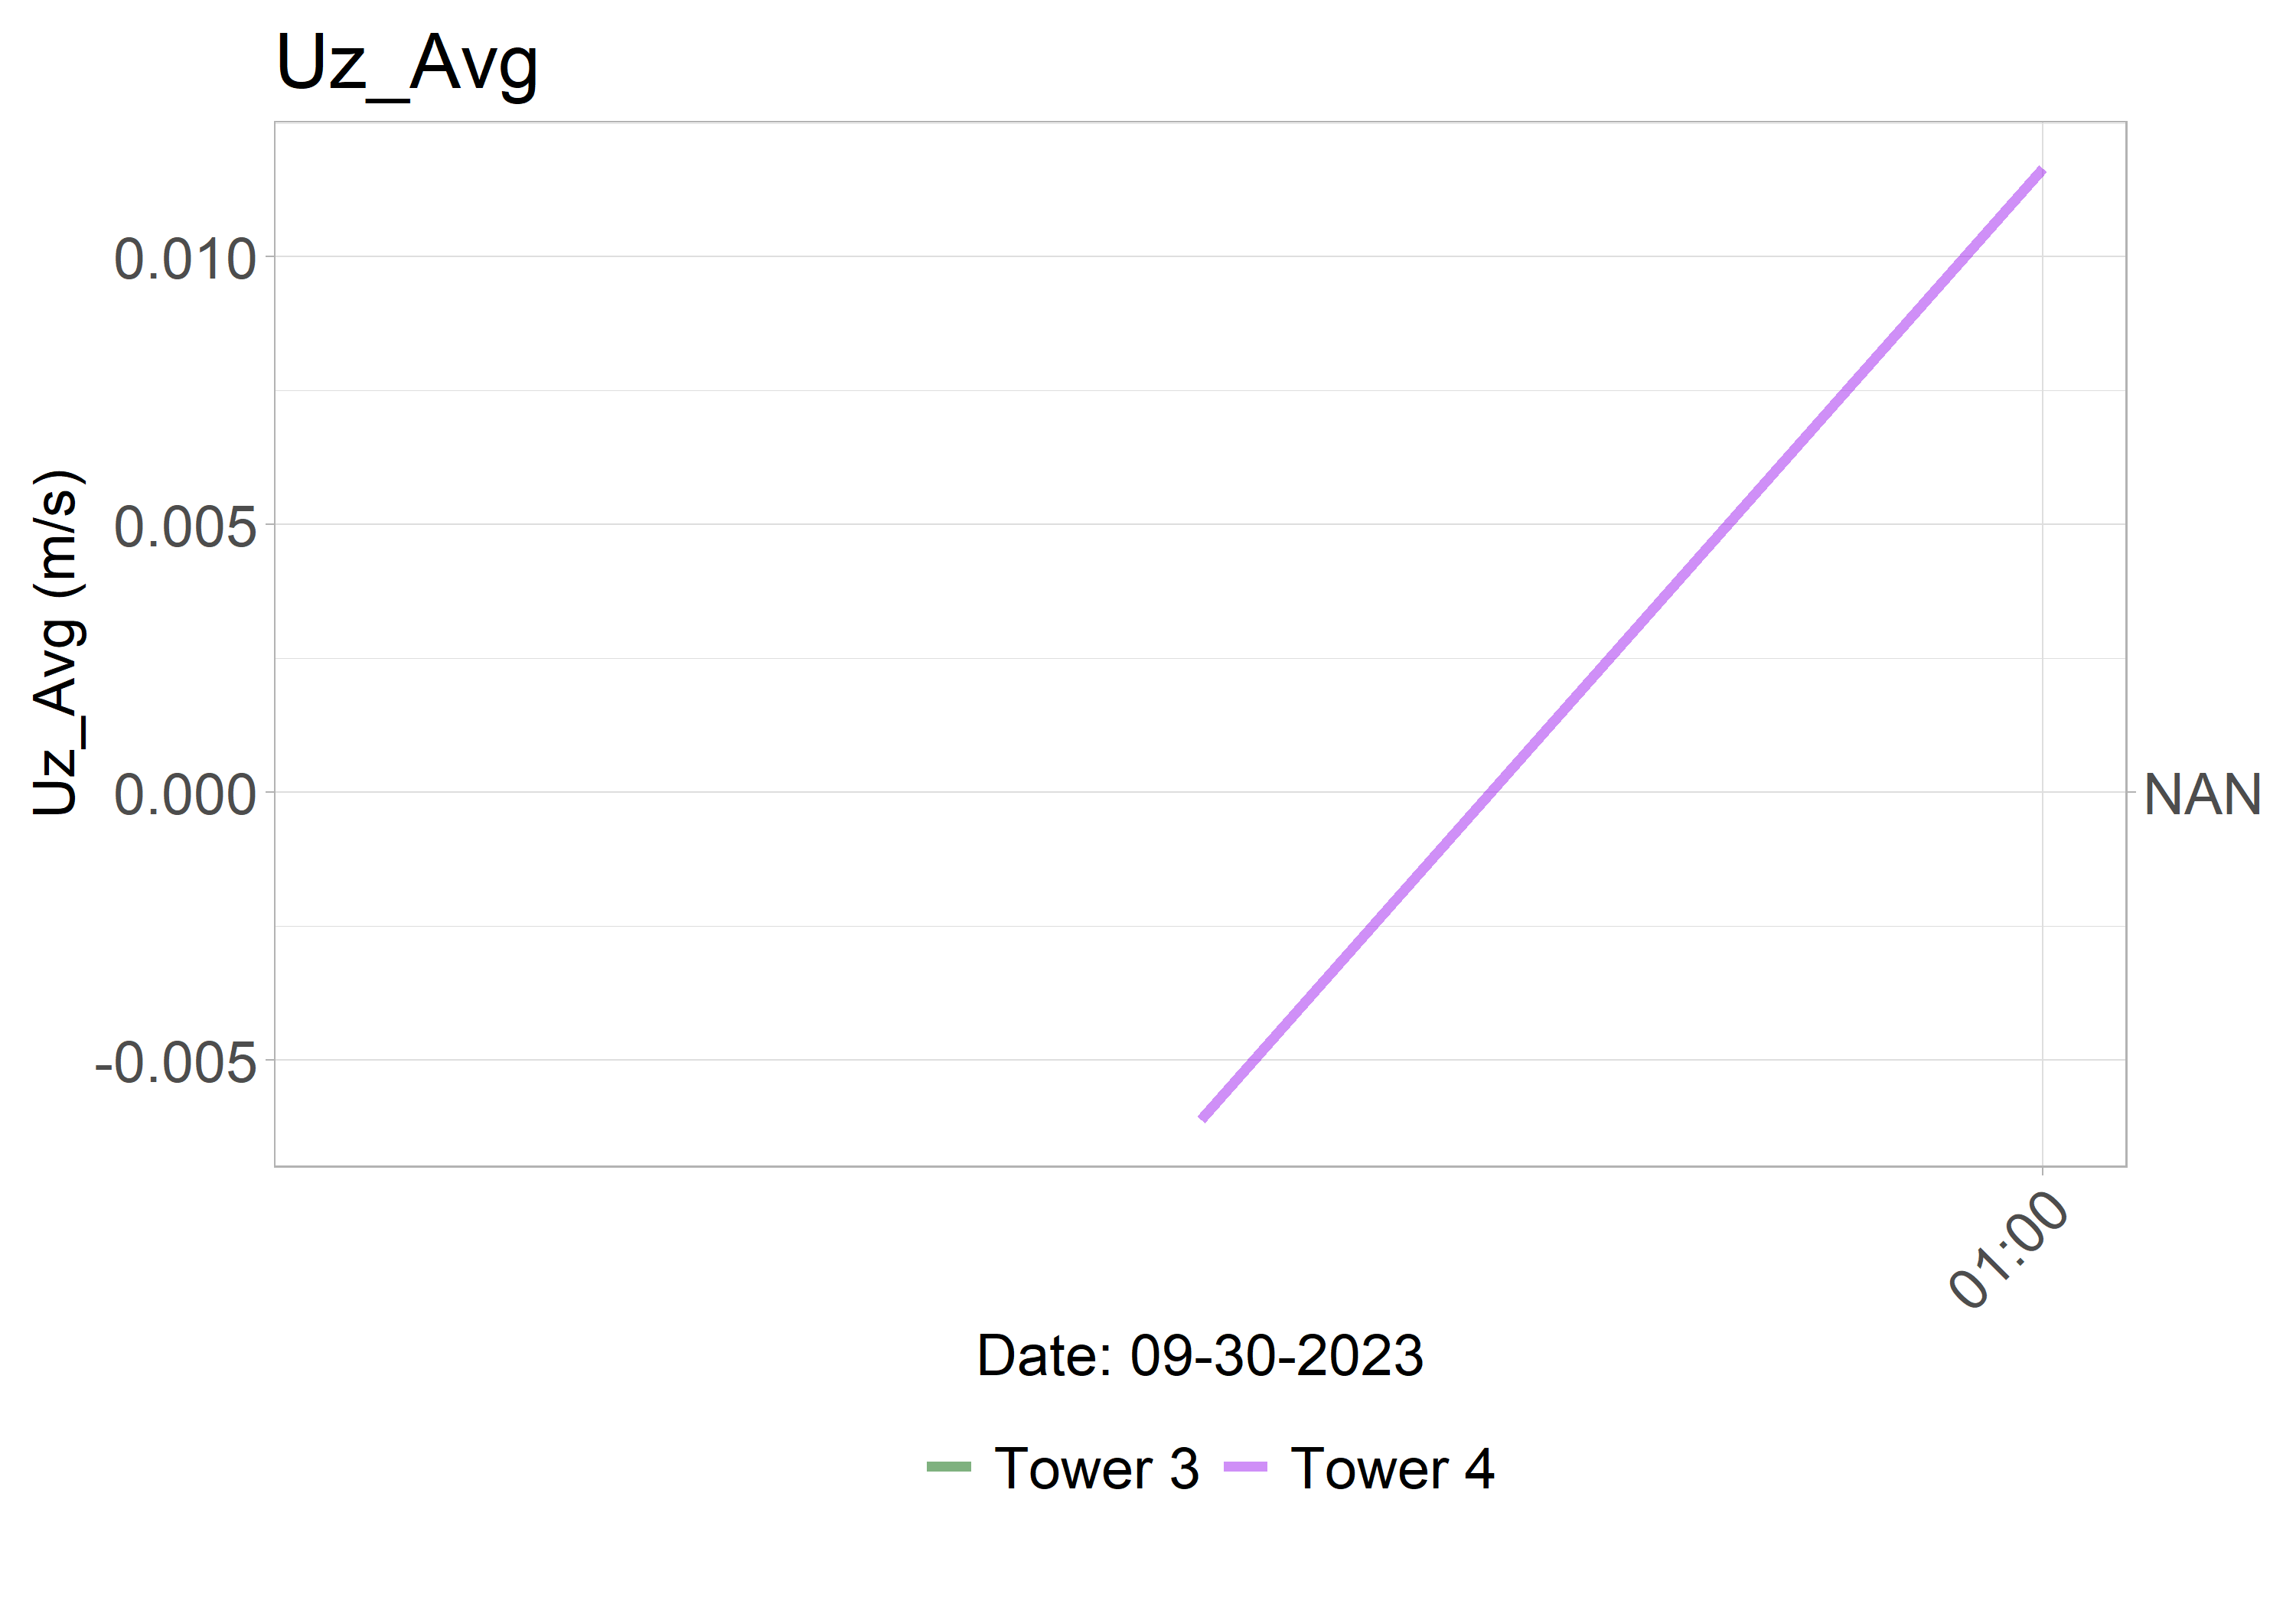 Uz_Avg
Uz_Avg (m/s)
0.010
0.005
0.000
-0.005
NAN
01:00
Date: 09-30-2023
Tower 3 Tower 4